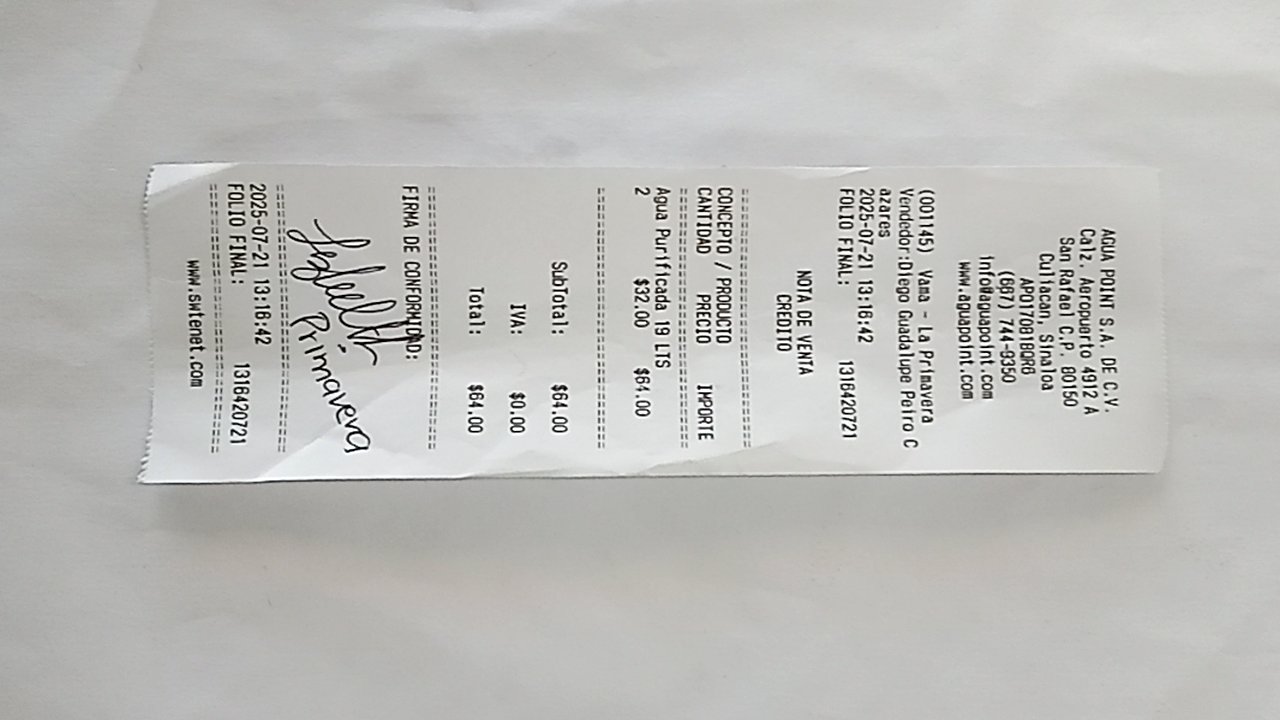 AGUA POINT S.A. DE C.V.
Calz. Aeropuerto 4912 A
San Rafael C.P. 80150
Culiacan, Sinaloa
APO170818QR6
(667) 744-9350
info@aguapoint.com
www.aguapoint.com
(001145) Vama - La Primavera
Vendedor:Diego Guadalupe Peiro C
azares
2025-07-21 13:16:42
FOLIO FINAL: 1316420721
NOTA DE VENTA
CREDITO
================================
CONCEPTO / PRODUCTO
CANTIDAD PRECIO IMPORTE
================================
Agua Purificada 19 LTS
2 $32.00 $64.00
================================
SubTotal: $64.00
IVA: $0.00
Total: $64.00
================================
FIRMA DE CONFORMIDAD:
Primavera
================================
2025-07-21 13:16:42
FOLIO FINAL: 1316420721
================================
www.swtenet.com